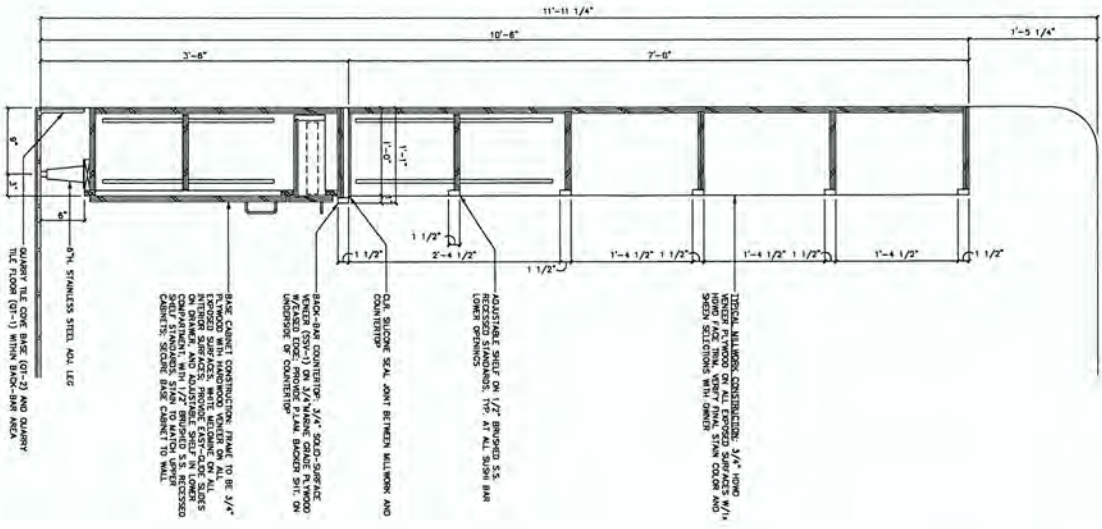 11'-11 1/4"
10'-6"
1'-5 1/4"
3'-6"
7'-0"
9"
3"
6"
1'-0"
1'-1"
1 1/2"
1 1/2"
2'-4 1/2"
1 1/2"
1'-4 1/2"
1 1/2"
1'-4 1/2"
1 1/2"
1'-4 1/2"
1 1/2"
TYPICAL MILLWORK CONSTRUCTION: 3/4" HDWD
VENEER PLYWOOD ON ALL EXPOSED SURFACES W/1x
HDWD FACE TRIM, VERIFY FINAL STAIN COLOR AND
SHEEN SELECTIONS WITH OWNER
ADJUSTABLE SHELF ON 1/2" BRUSHED S.S.
RECESSED STANDARDS, TYP. AT ALL SUSHI BAR
LOWER OPENINGS
CLR. SILICONE SEAL JOINT BETWEEN MILLWORK AND
COUNTERTOP
BACK-BAR COUNTERTOP: 3/4" SOLID-SURFACE
VENEER (SSV-1) ON 3/4"MARINE GRADE PLYWOOD
W/EASED EDGE; PROVIDE P.LAM. BACKER SHT. ON
UNDERSIDE OF COUNTERTOP
BASE CABINET CONSTRUCTION: FRAME TO BE 3/4"
PLYWOOD WITH HARDWOOD VENEER ON ALL
EXPOSED SURFACES, WHITE MELOMINE ON ALL
INTERIOR SURFACES; PROVIDE EASY-GLIDE SLIDES
ON DRAWER, AND ADJUSTABLE SHELF IN LOWER
COMPARTMENT, WITH 1/2" BRUSHED S.S. RECESSED
SHELF STANDARDS, STAIN TO MATCH UPPER
CABINETS; SECURE BASE CABINET TO WALL
6"H. STAINLESS STEEL ADJ. LEG
QUARRY TILE COVE BASE (QT-2) AND QUARRY
TILE FLOOR (QT-1) WITHIN BACK-BAR AREA